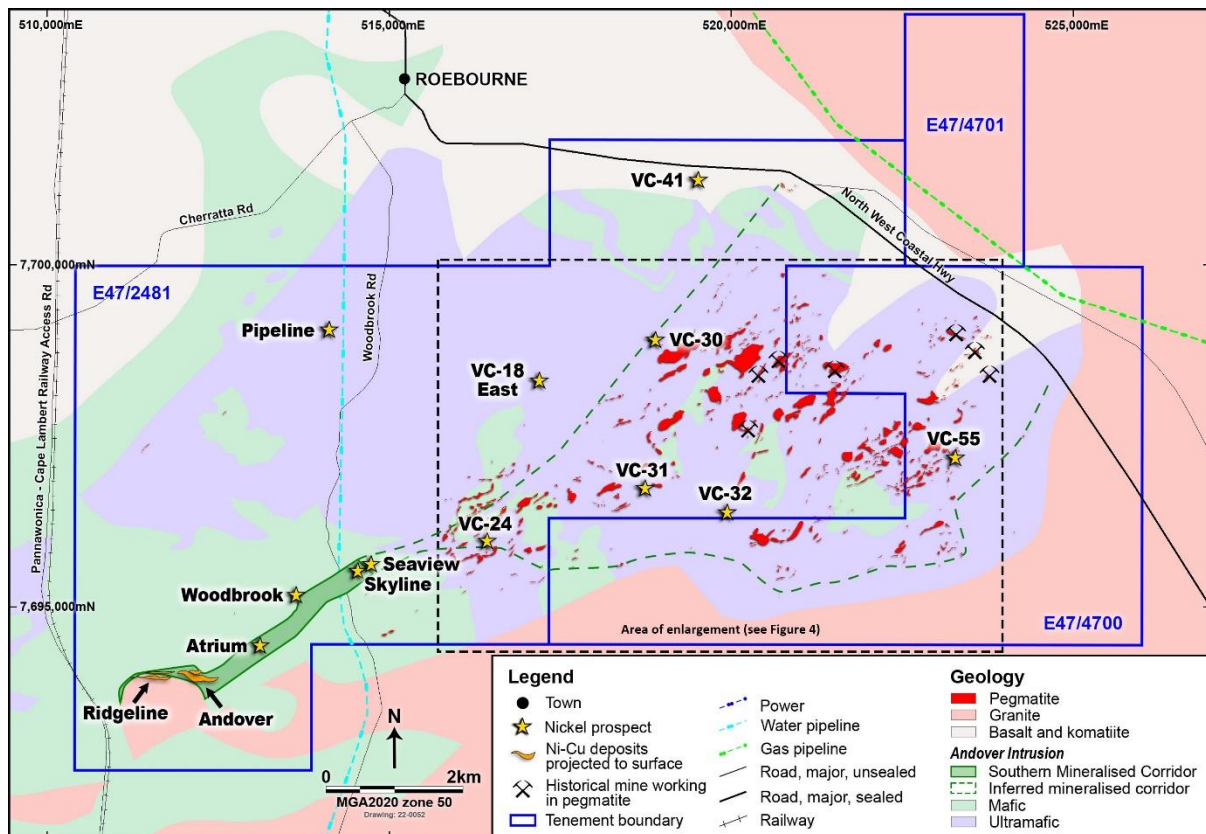 510,000mE
515,000mE
520,000mE
525,000mE
ROEBOURNE
E47/4701
VC-41
North West Coastal Hwy
Cherratta Rd
Woodbrook Rd
7,700,000mN
E47/2481
Pannawonica - Cape Lambert Railway Access Rd
Pipeline
VC-30
VC-18
East
VC-55
VC-31
VC-32
VC-24
Seaview
Skyline
Woodbrook
7,695,000mN
Atrium
Area of enlargement (see Figure 4)
E47/4700
Ridgeline
Andover
N
0
2km
MGA2020 zone 50
Drawing: 22-0052
Legend
Town
Nickel prospect
Ni-Cu deposits
projected to surface
Historical mine working
in pegmatite
Tenement boundary
Power
Water pipeline
Gas pipeline
Road, major, unsealed
Road, major, sealed
Railway
Geology
Pegmatite
Granite
Basalt and komatiite
Andover Intrusion
Southern Mineralised Corridor
Inferred mineralised corridor
Mafic
Ultramafic